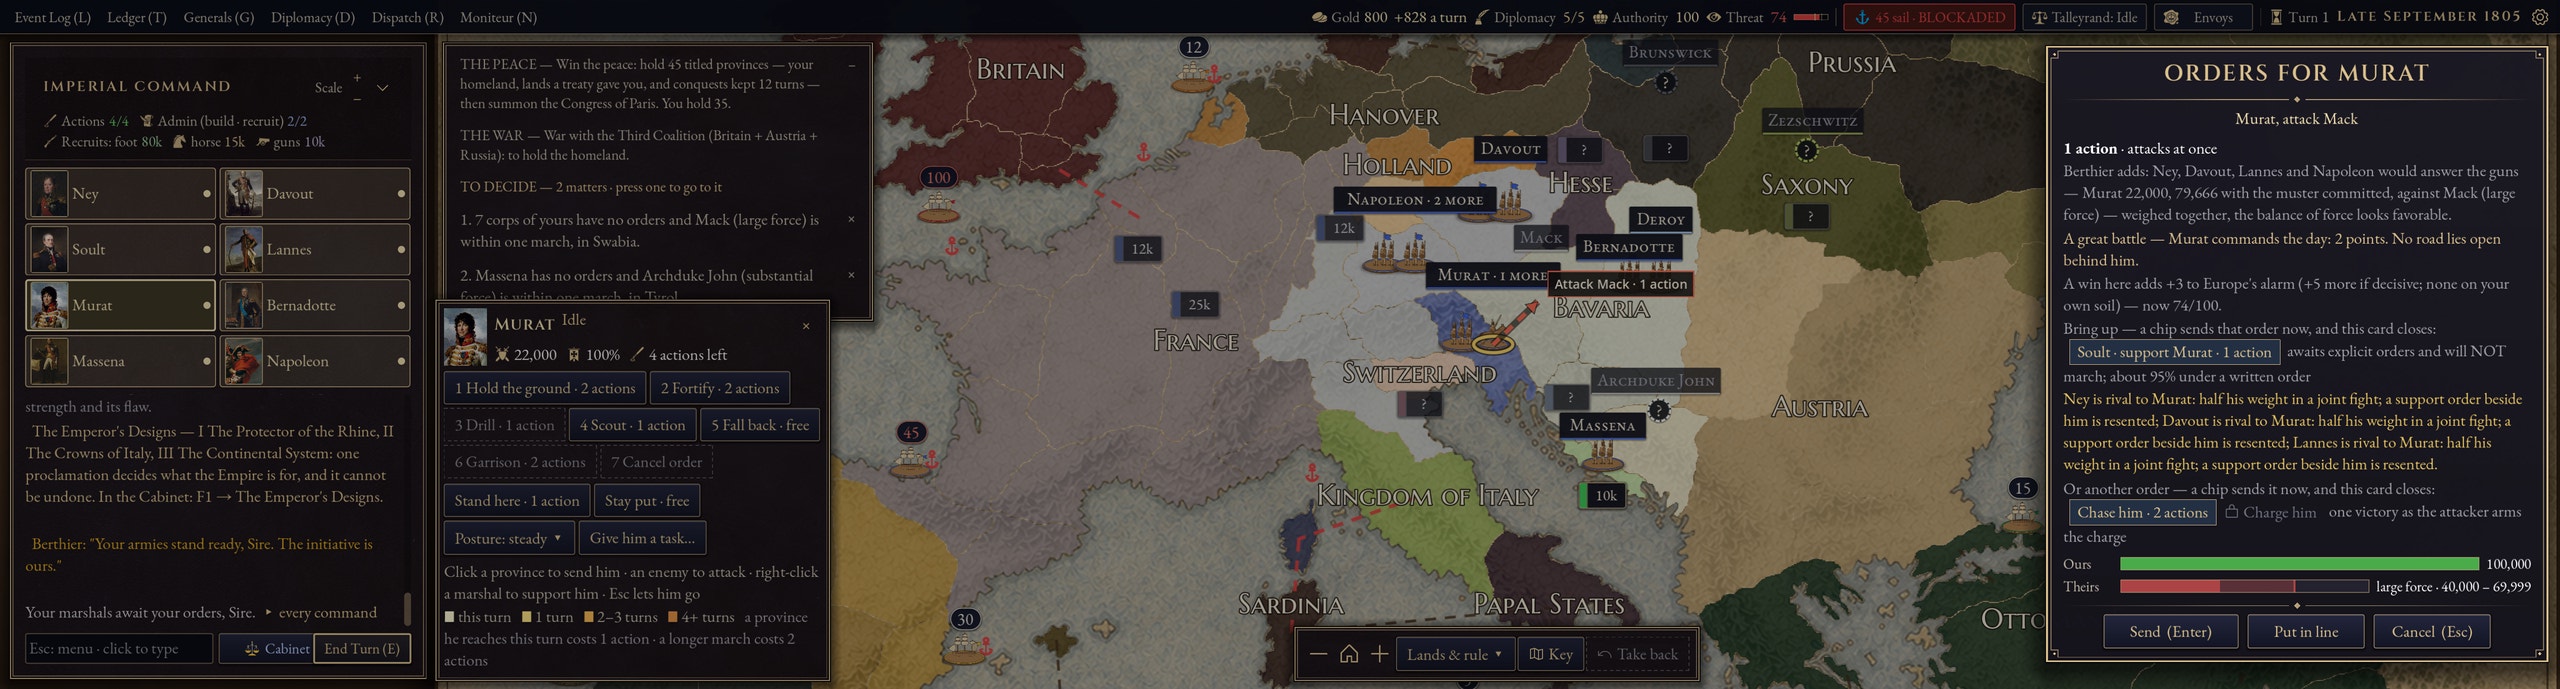 Event Log (L) Ledger (T) Generals (G) Diplomacy (D) Dispatch (R) Moniteur (N)
Gold 800 +828 a turn Diplomacy 5/5 Authority 100 Threat 74
45 sail · BLOCKADED
Talleyrand: Idle
Envoys
Turn 1 LATE SEPTEMBER 1805
IMPERIAL COMMAND
Scale + −
Actions 4/4 Admin (build · recruit) 2/2
Recruits: foot 80k horse 15k guns 10k
Ney
Davout
Soult
Lannes
Murat
Bernadotte
Massena
Napoleon
strength and its flaw.
The Emperor's Designs — I The Protector of the Rhine, II
The Crowns of Italy, III The Continental System: one
proclamation decides what the Empire is for, and it cannot
be undone. In the Cabinet: F1 → The Emperor's Designs.
Berthier: "Your armies stand ready, Sire. The initiative is
ours."
Your marshals await your orders, Sire. ▸ every command
Esc: menu · click to type
Cabinet
End Turn (E)
THE PEACE — Win the peace: hold 45 titled provinces — your
homeland, lands a treaty gave you, and conquests kept 12 turns —
then summon the Congress of Paris. You hold 35.
THE WAR — War with the Third Coalition (Britain + Austria +
Russia): to hold the homeland.
TO DECIDE — 2 matters · press one to go to it
1. 7 corps of yours have no orders and Mack (large force) is ×
within one march, in Swabia.
2. Massena has no orders and Archduke John (substantial ×
force) is within one march, in Tyrol.
MURAT Idle ×
22,000 100% 4 actions left
1 Hold the ground · 2 actions
2 Fortify · 2 actions
3 Drill · 1 action
4 Scout · 1 action
5 Fall back · free
6 Garrison · 2 actions
7 Cancel order
Stand here · 1 action
Stay put · free
Posture: steady ▾
Give him a task...
Click a province to send him · an enemy to attack · right-click
a marshal to support him · Esc lets him go
this turn 1 turn 2–3 turns 4+ turns a province
he reaches this turn costs 1 action · a longer march costs 2
actions
12
BRITAIN
BRUNSWICK
?
PRUSSIA
HANOVER
ZEZSCHWITZ
DAVOUT
?
?
HOLLAND
HESSE
SAXONY
100
NAPOLEON · 2 MORE
?
12k
DEROY
MACK
BERNADOTTE
12k
MURAT · 1 MORE
Attack Mack · 1 action
BAVARIA
25k
FRANCE
SWITZERLAND
ARCHDUKE JOHN
?
?
?
AUSTRIA
MASSENA
45
KINGDOM OF ITALY
10k
15
SARDINIA
PAPAL STATES
30
OTTO
Lands & rule ▾
Key
Take back
ORDERS FOR MURAT
Murat, attack Mack
1 action · attacks at once
Berthier adds: Ney, Davout, Lannes and Napoleon would answer the guns
— Murat 22,000, 79,666 with the muster committed, against Mack (large
force) — weighed together, the balance of force looks favorable.
A great battle — Murat commands the day: 2 points. No road lies open
behind him.
A win here adds +3 to Europe's alarm (+5 more if decisive; none on your
own soil) — now 74/100.
Bring up — a chip sends that order now, and this card closes:
Soult · support Murat · 1 action awaits explicit orders and will NOT
march; about 95% under a written order
Ney is rival to Murat: half his weight in a joint fight; a support order beside
him is resented; Davout is rival to Murat: half his weight in a joint fight; a
support order beside him is resented; Lannes is rival to Murat: half his
weight in a joint fight; a support order beside him is resented.
Or another order — a chip sends it now, and this card closes:
Chase him · 2 actions Charge him one victory as the attacker arms
the charge
Ours 100,000
Theirs large force · 40,000 – 69,999
Send (Enter)
Put in line
Cancel (Esc)